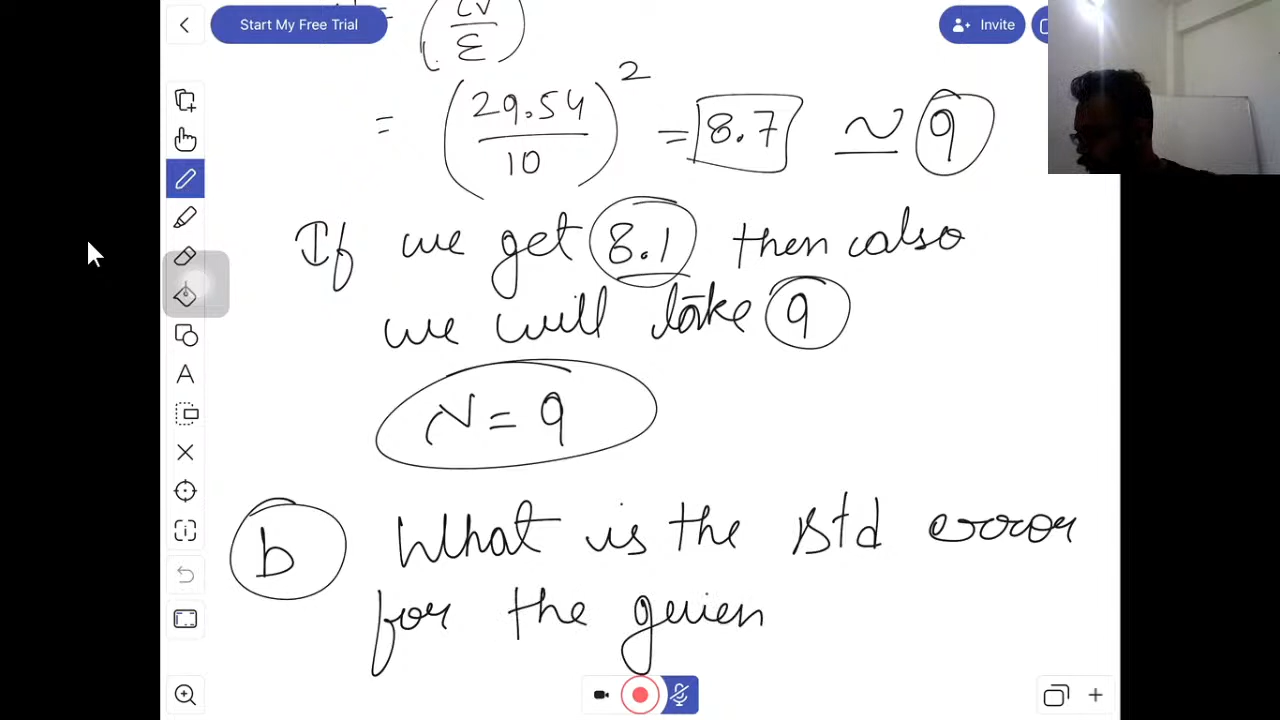 Start My Free Trial
Invite
N = (Cv/ε)
= (29.54/10)² = 8.7 ≃ 9
If we get 8.1 then also
we will take 9
N = 9
b What is the std error
for the given